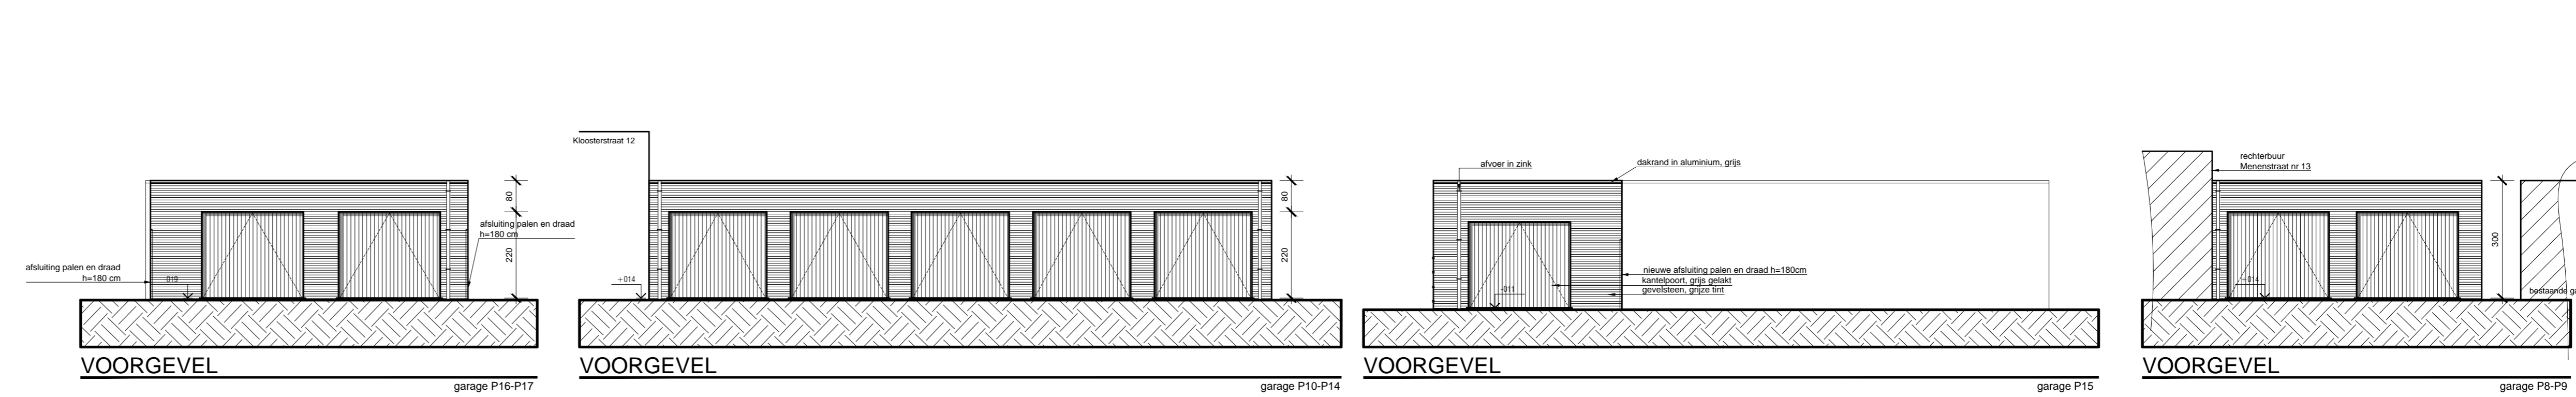 afsluiting palen en draad
h=180 cm
019
80
220
afsluiting palen en draad
h=180 cm
VOORGEVEL
garage P16-P17
Kloosterstraat 12
+014
80
220
VOORGEVEL
garage P10-P14
afvoer in zink
dakrand in aluminium, grijs
-011
nieuwe afsluiting palen en draad h=180cm
kantelpoort, grijs gelakt
gevelsteen, grijze tint
VOORGEVEL
garage P15
rechterbuur
Menenstraat nr 13
300
bestaande ga
VOORGEVEL
garage P8-P9